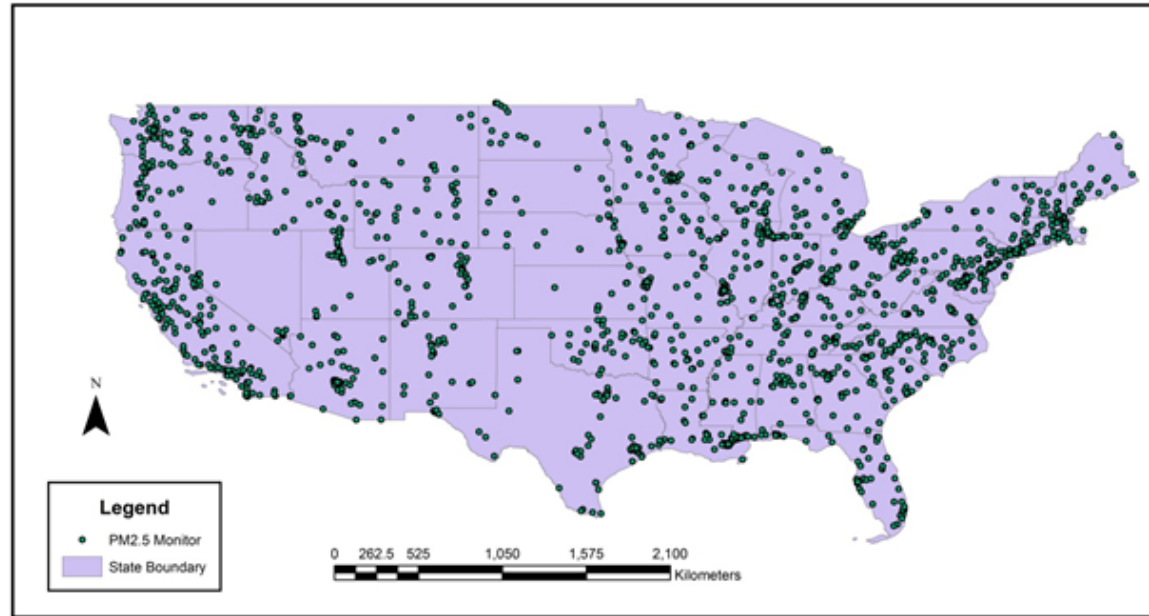 N
Legend
PM2.5 Monitor
State Boundary
0 262.5 525 1,050 1,575 2,100
Kilometers